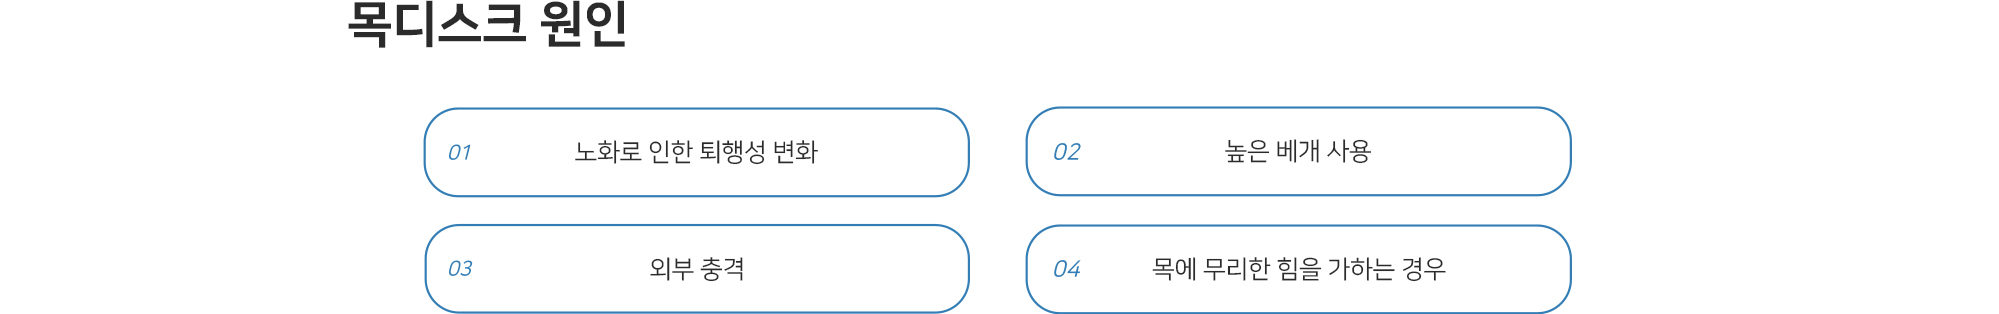 목디스크 원인
01 노화로 인한 퇴행성 변화
02 높은 베개 사용
03 외부 충격
04 목에 무리한 힘을 가하는 경우